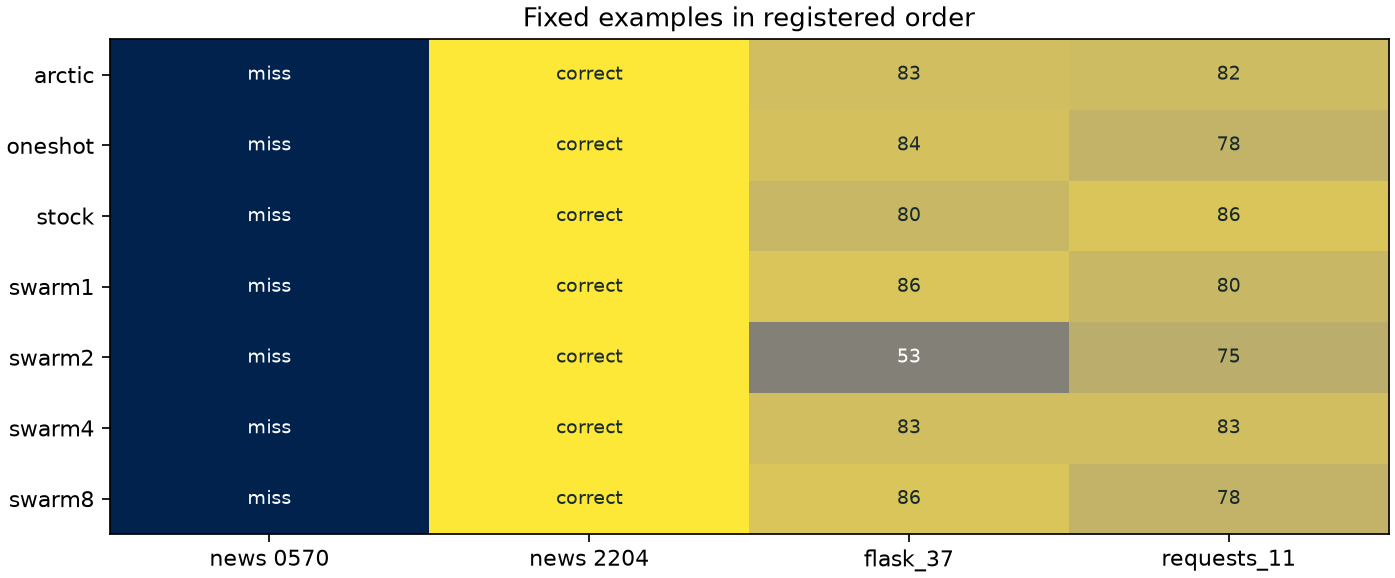 Fixed examples in registered order
arctic miss correct 83 82
oneshot miss correct 84 78
stock miss correct 80 86
swarm1 miss correct 86 80
swarm2 miss correct 53 75
swarm4 miss correct 83 83
swarm8 miss correct 86 78
news 0570 news 2204 flask_37 requests_11